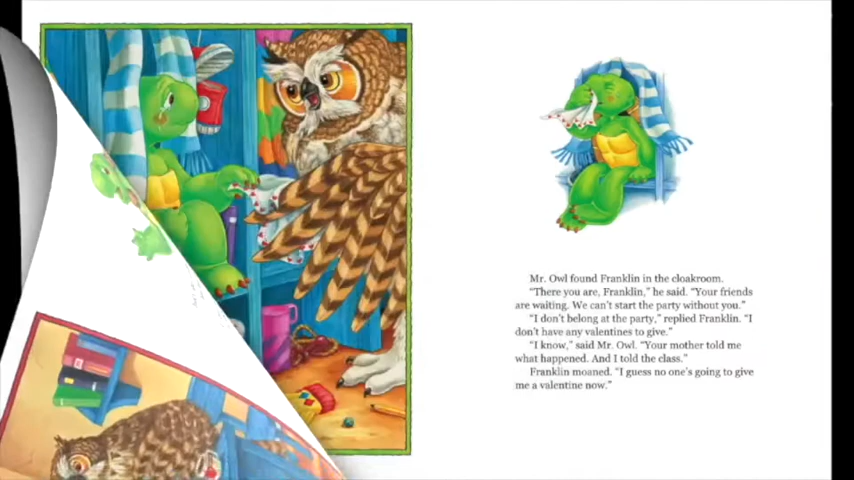 Mr. Owl found Franklin in the cloakroom.
"There you are, Franklin," he said. "Your friends
are waiting. We can't start the party without you."
"I don't belong at the party," replied Franklin. "I
don't have any valentines to give."
"I know," said Mr. Owl. "Your mother told me
what happened. And I told the class."
Franklin moaned. "I guess no one's going to give
me a valentine now."